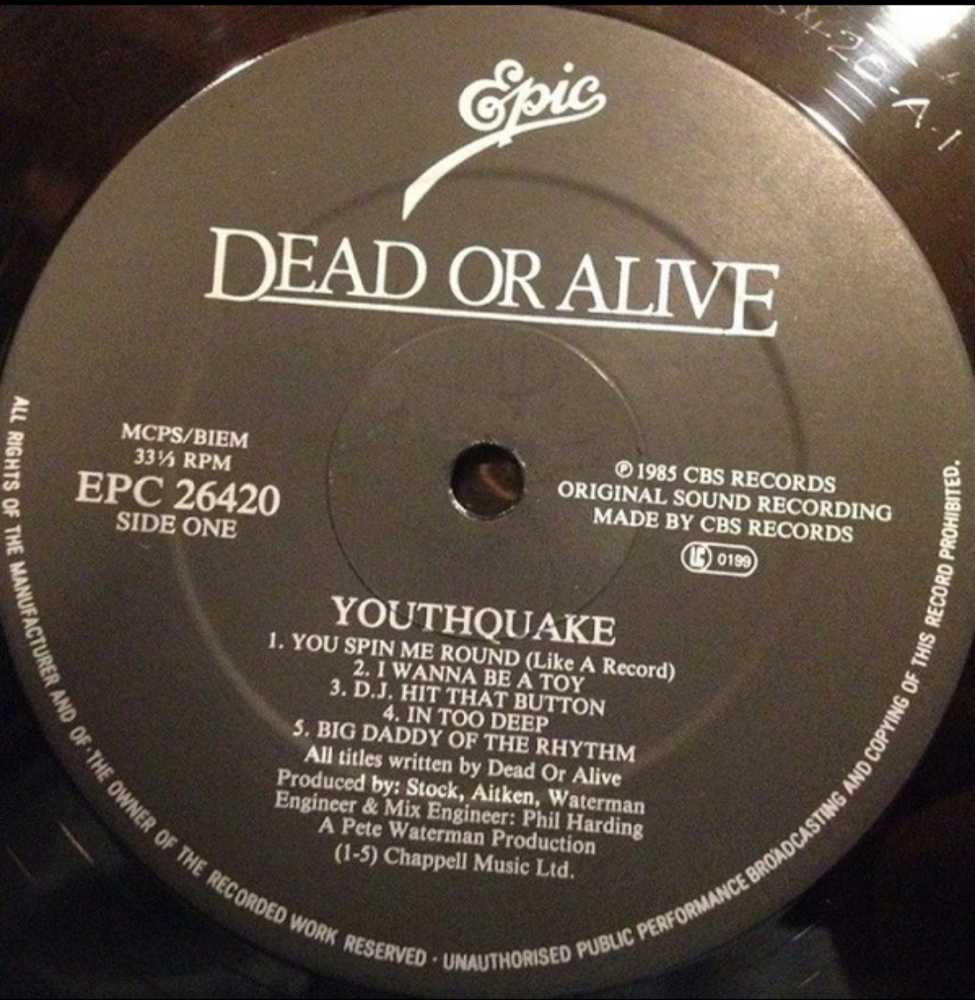 Epic
DEAD OR ALIVE
MCPS/BIEM
33⅓ RPM
EPC 26420
SIDE ONE
℗ 1985 CBS RECORDS
ORIGINAL SOUND RECORDING
MADE BY CBS RECORDS
LC 0199
YOUTHQUAKE
1. YOU SPIN ME ROUND (Like A Record)
2. I WANNA BE A TOY
3. D.J. HIT THAT BUTTON
4. IN TOO DEEP
5. BIG DADDY OF THE RHYTHM
All titles written by Dead Or Alive
Produced by: Stock, Aitken, Waterman
Engineer & Mix Engineer: Phil Harding
A Pete Waterman Production
(1-5) Chappell Music Ltd.
ALL RIGHTS OF THE MANUFACTURER AND OF · THE OWNER OF THE RECORDED WORK RESERVED · UNAUTHORISED PUBLIC PERFORMANCE BROADCASTING AND COPYING OF THIS RECORD PROHIBITED.
A-1